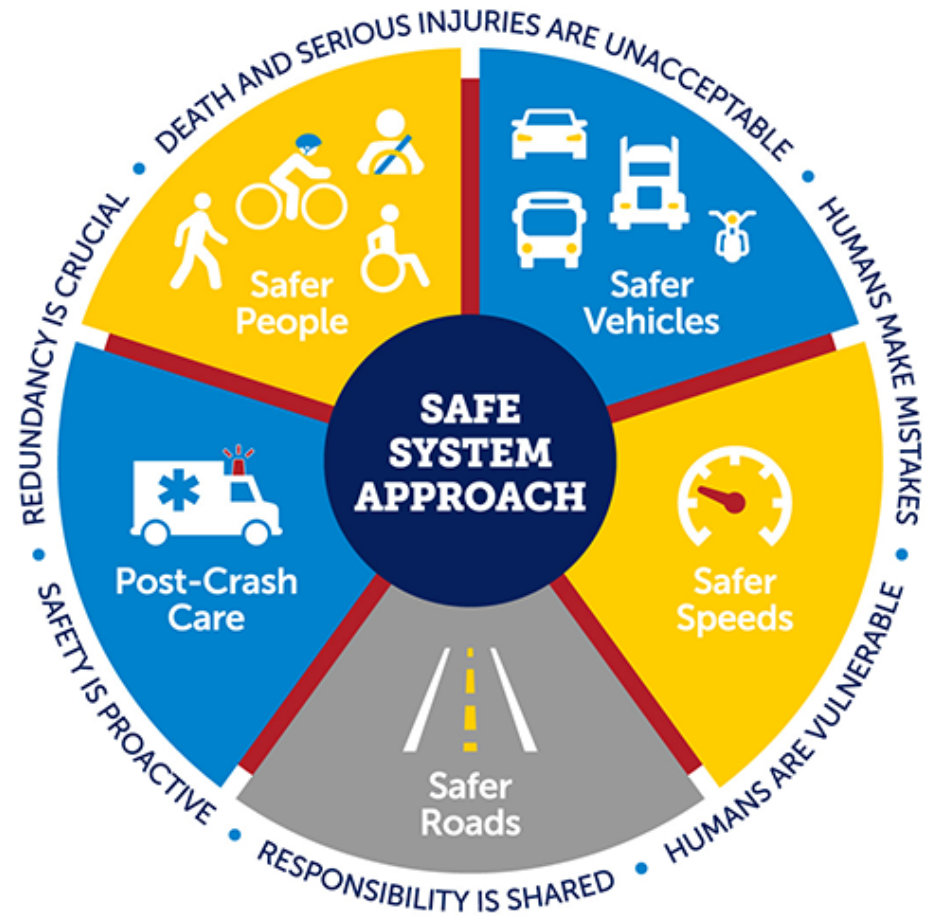 DEATH AND SERIOUS INJURIES ARE UNACCEPTABLE
HUMANS MAKE MISTAKES
HUMANS ARE VULNERABLE
RESPONSIBILITY IS SHARED
SAFETY IS PROACTIVE
REDUNDANCY IS CRUCIAL
Safer
People
Safer
Vehicles
SAFE
SYSTEM
APPROACH
Post-Crash
Care
Safer
Speeds
Safer
Roads